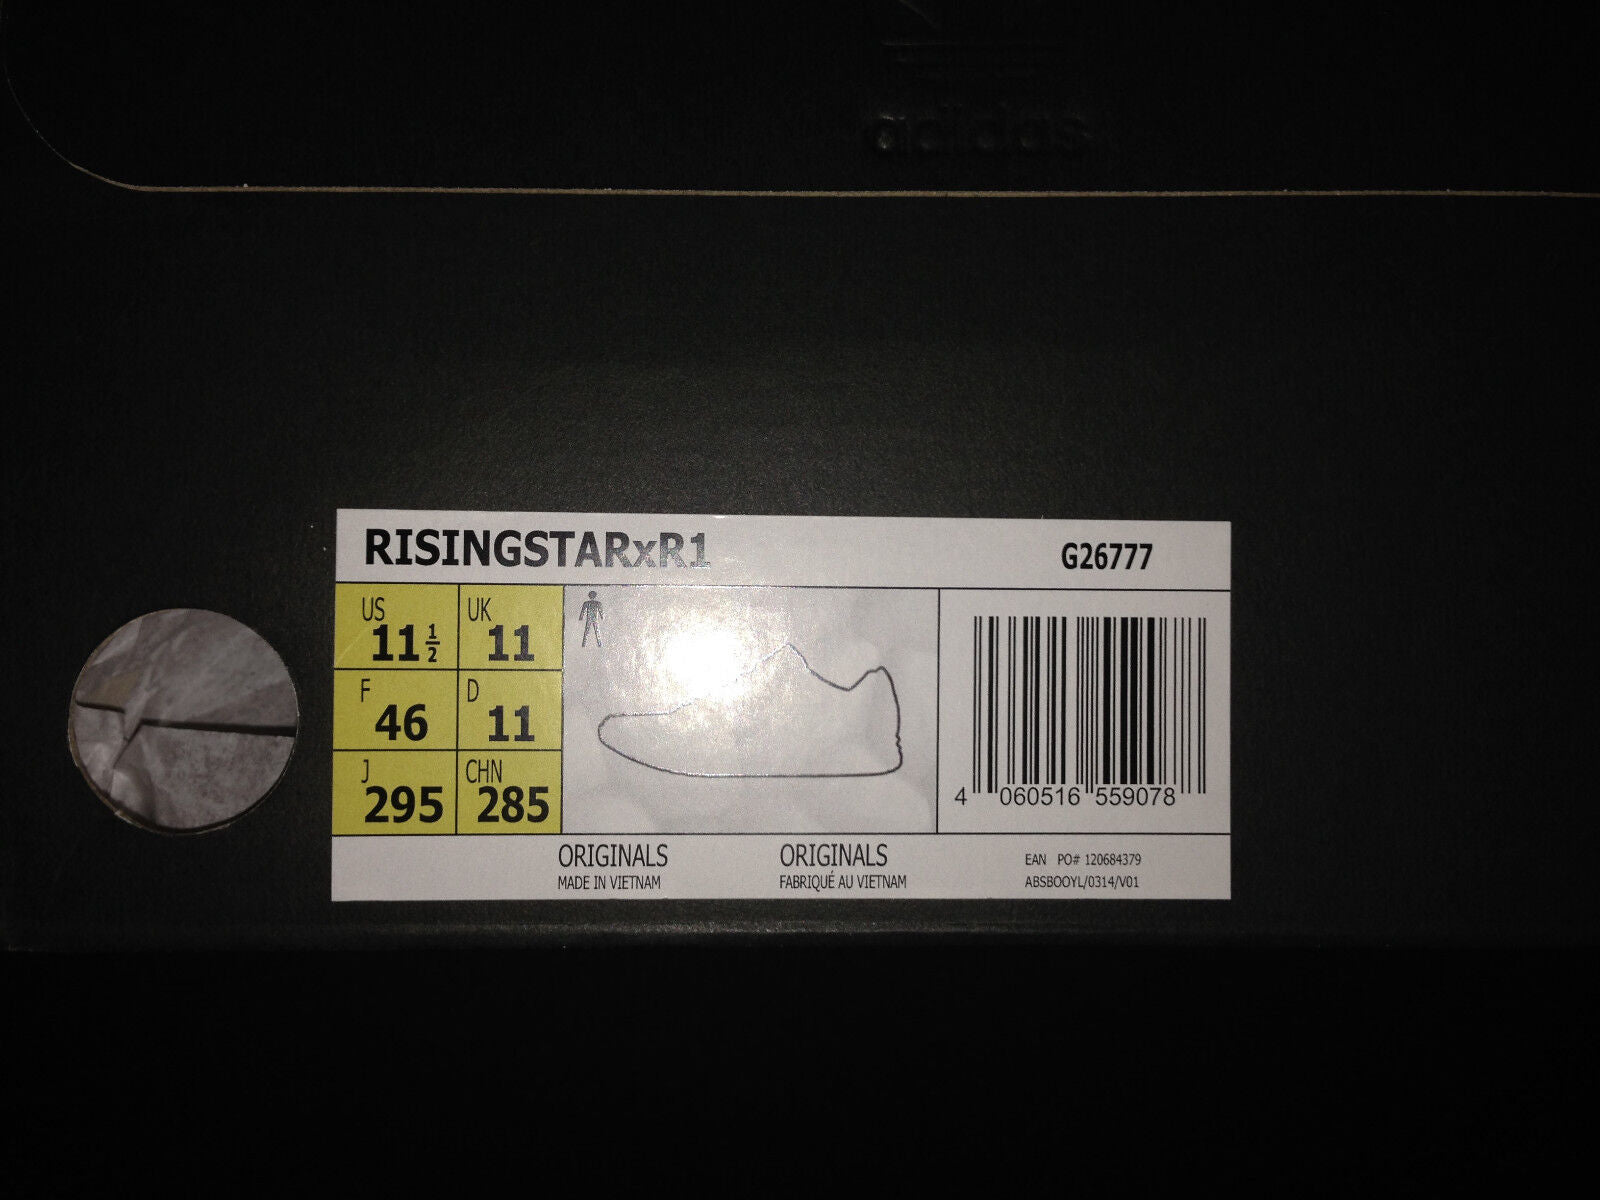 adidas
RISINGSTARxR1 G26777
US 11 1/2 UK 11
F 46 D 11
J 295 CHN 285
4 060516 559078
ORIGINALS ORIGINALS EAN PO# 120684379
MADE IN VIETNAM FABRIQUÉ AU VIETNAM ABSBOOYL/0314/V01